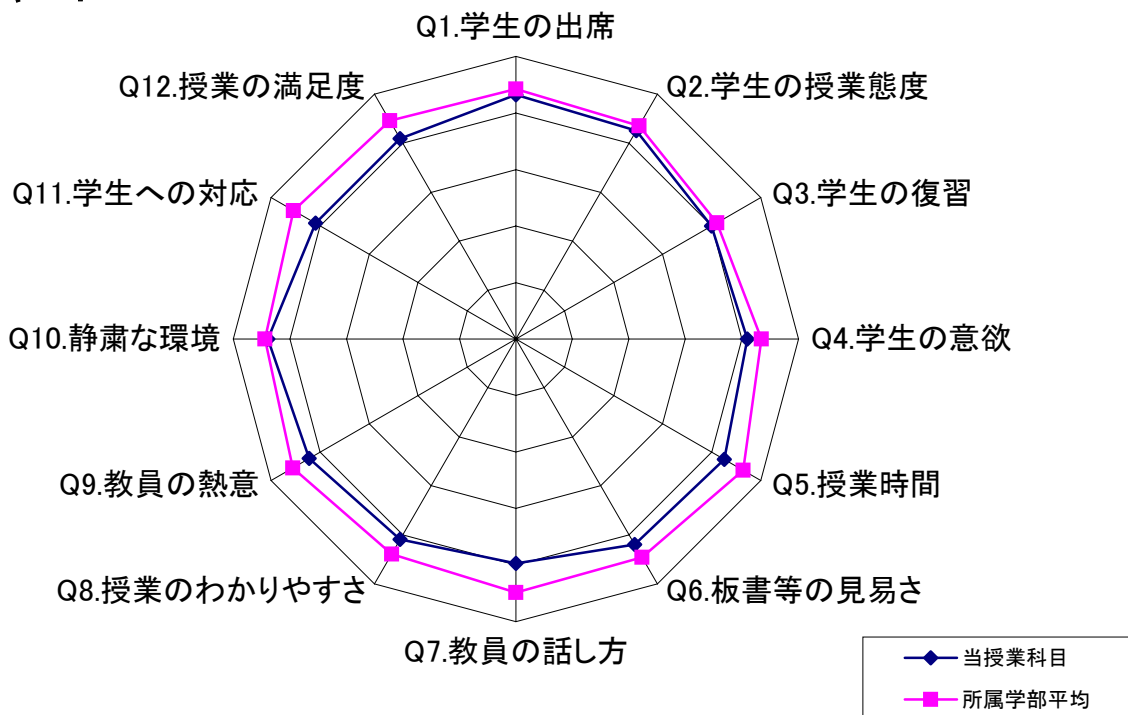 Q1.学生の出席
Q2.学生の授業態度
Q3.学生の復習
Q4.学生の意欲
Q5.授業時間
Q6.板書等の見易さ
Q7.教員の話し方
Q8.授業のわかりやすさ
Q9.教員の熱意
Q10.静粛な環境
Q11.学生への対応
Q12.授業の満足度
当授業科目
所属学部平均